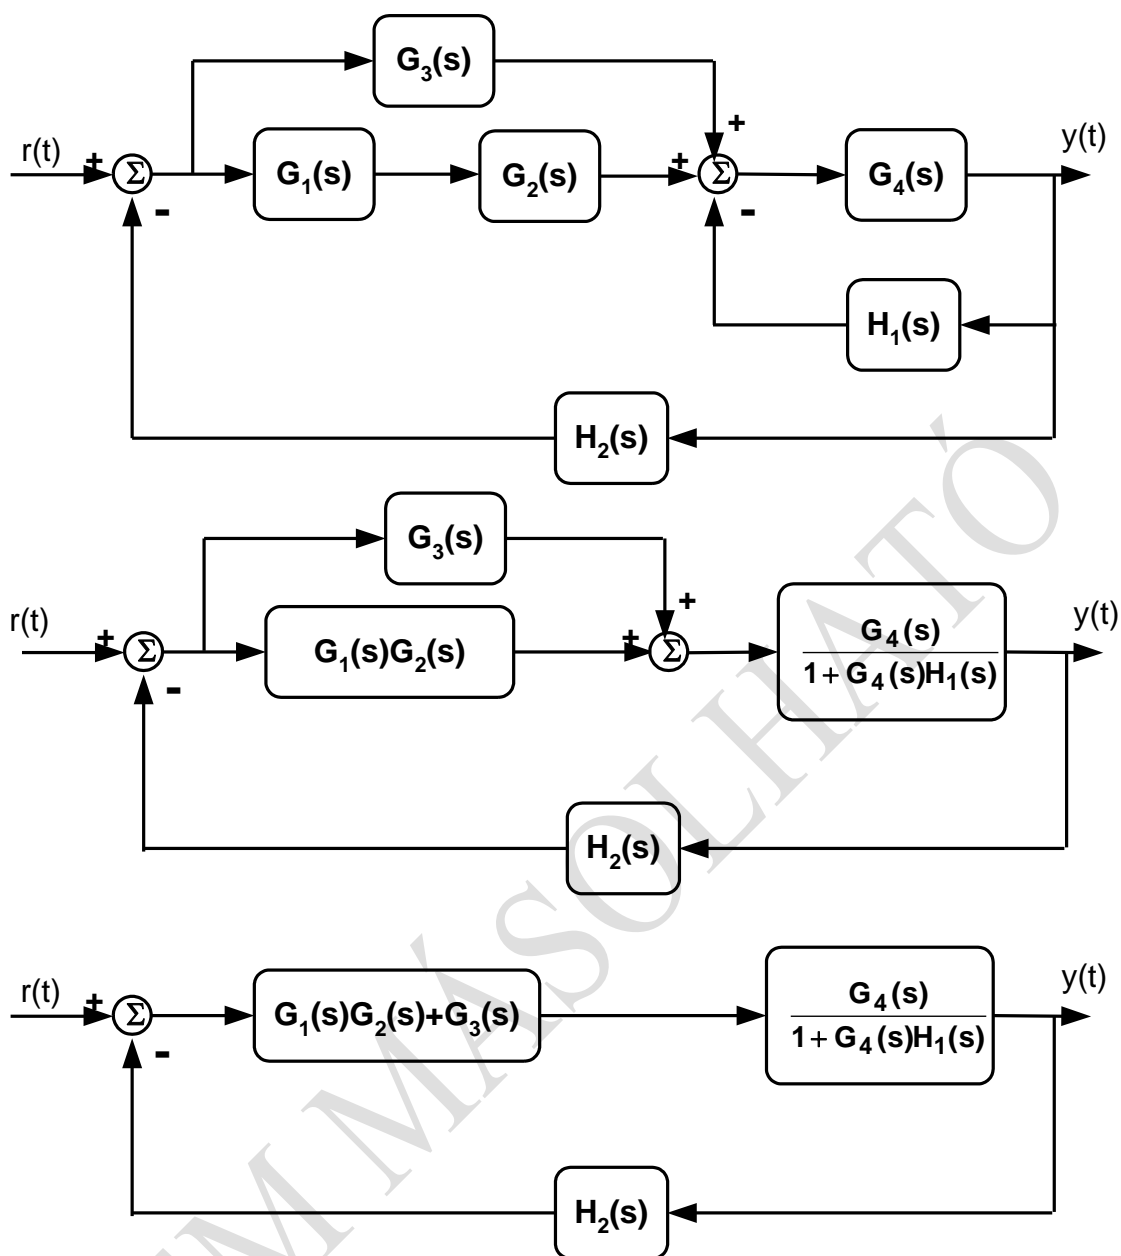 G3(s)
r(t) + Σ - G1(s) G2(s) + + Σ - G4(s) y(t)
H1(s)
H2(s)
G3(s)
r(t) + Σ - G1(s)G2(s) + + Σ G4(s) y(t)
1 + G4(s)H1(s)
H2(s)
r(t) + Σ - G1(s)G2(s)+G3(s) G4(s) y(t)
1 + G4(s)H1(s)
H2(s)
M MÁSOLHATÓ